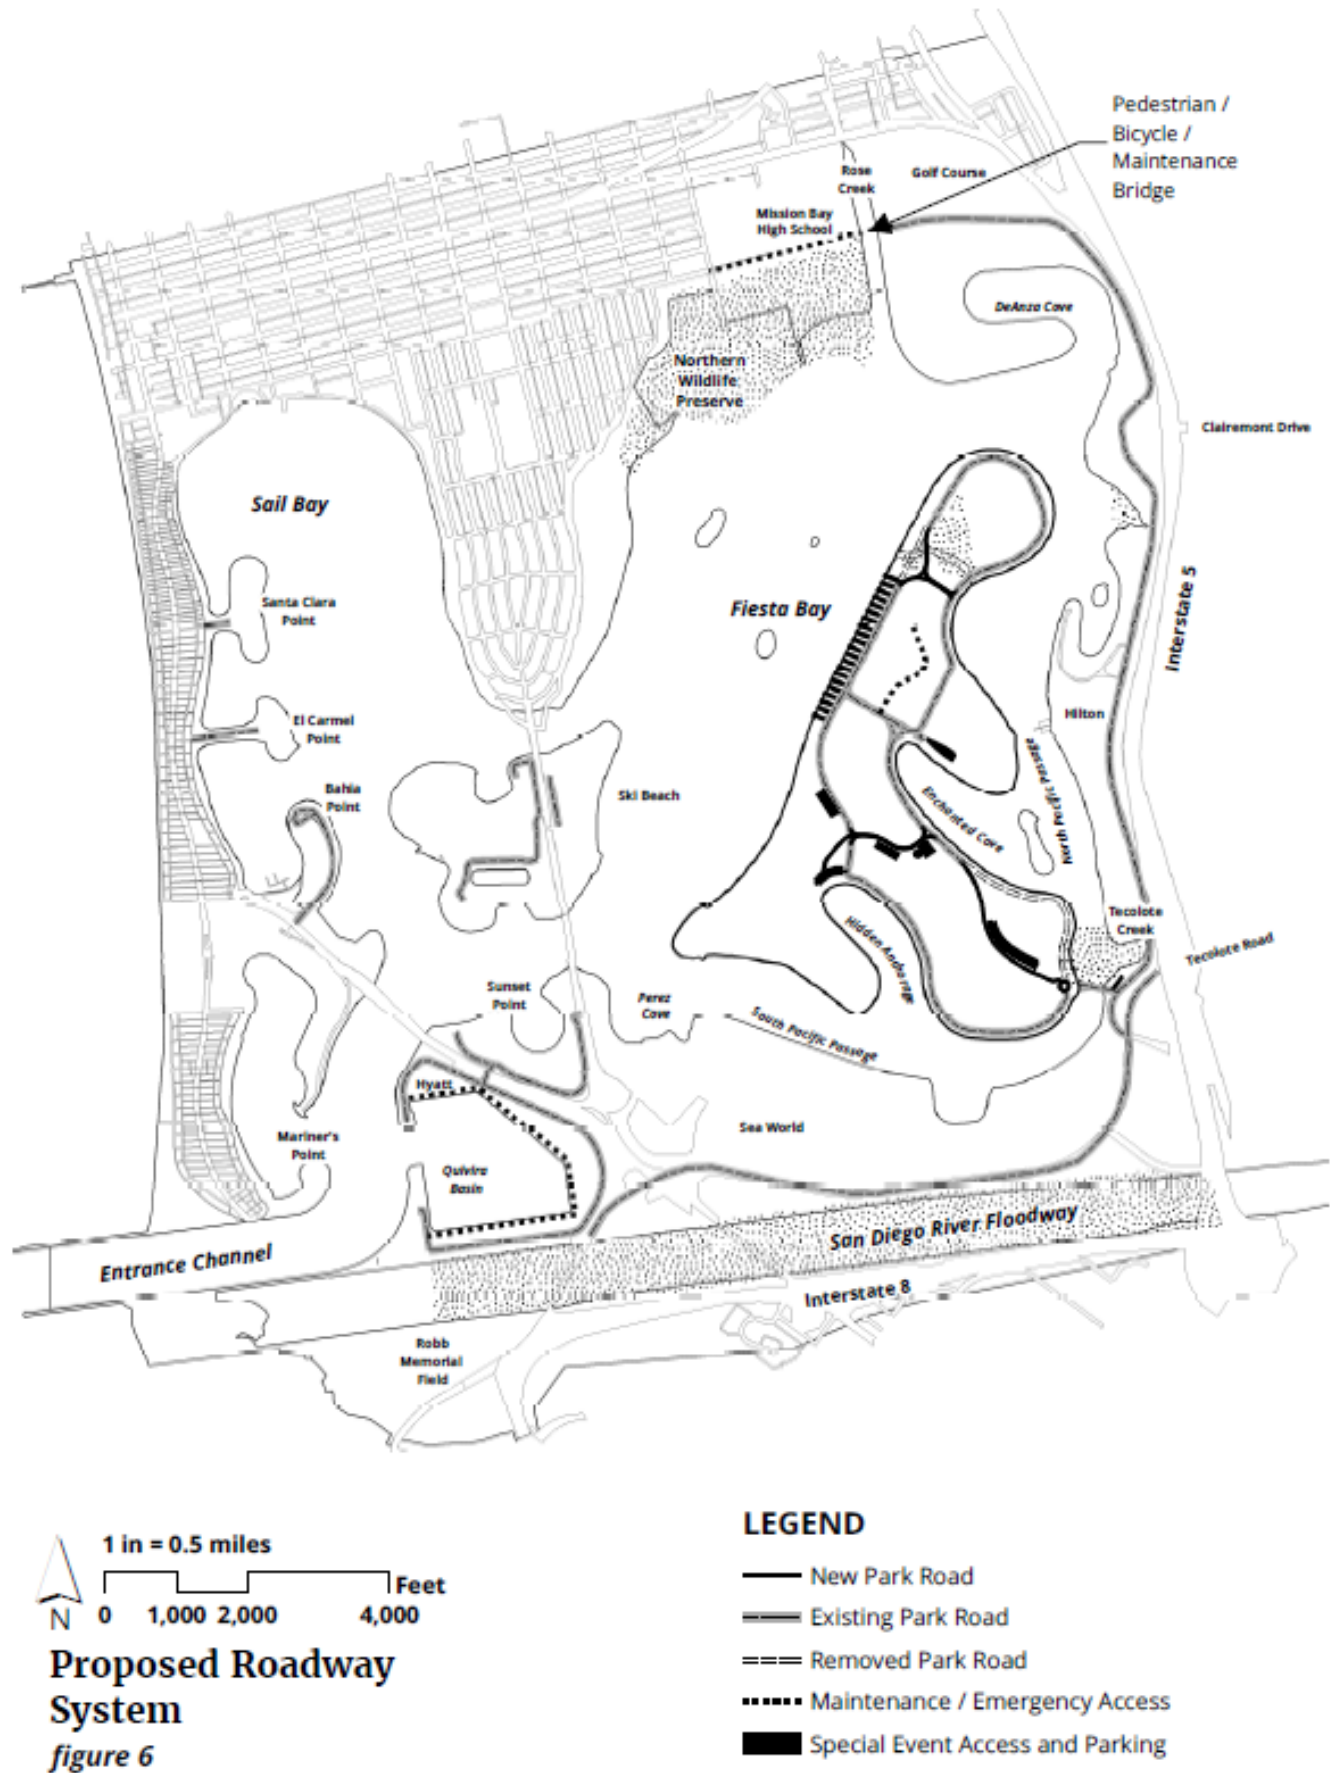 Pedestrian /
Bicycle /
Maintenance
Bridge
Rose
Creek
Golf Course
Mission Bay
High School
DeAnza Cove
Northern
Wildlife
Preserve
Clairemont Drive
Sail Bay
Santa Clara
Point
Fiesta Bay
Interstate 5
El Carmel
Point
Hilton
Bahia
Point
Ski Beach
North Pacific Passage
Enchanted Cove
Tecolote
Creek
Hidden Anchorage
Tecolote Road
Sunset
Point
Perez
Cove
South Pacific Passage
Hyatt
Mariner's
Point
Sea World
Quivira
Basin
San Diego River Floodway
Entrance Channel
Interstate 8
Robb
Memorial
Field
1 in = 0.5 miles
Feet
N 0 1,000 2,000 4,000
Proposed Roadway
System
figure 6
LEGEND
New Park Road
Existing Park Road
Removed Park Road
Maintenance / Emergency Access
Special Event Access and Parking